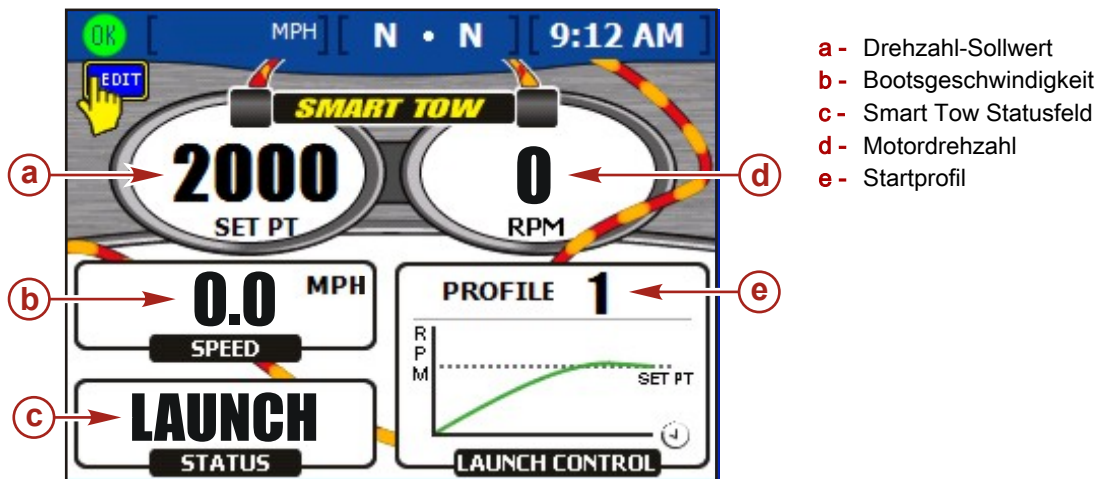 OK [ MPH ] [ N • N ] [ 9:12 AM ]
EDIT
SMART TOW
2000
SET PT
0
RPM
0.0 MPH
SPEED
LAUNCH
STATUS
PROFILE 1
RPM
SET PT
LAUNCH CONTROL
a
b
c
d
e
a - Drehzahl-Sollwert
b - Bootsgeschwindigkeit
c - Smart Tow Statusfeld
d - Motordrehzahl
e - Startprofil